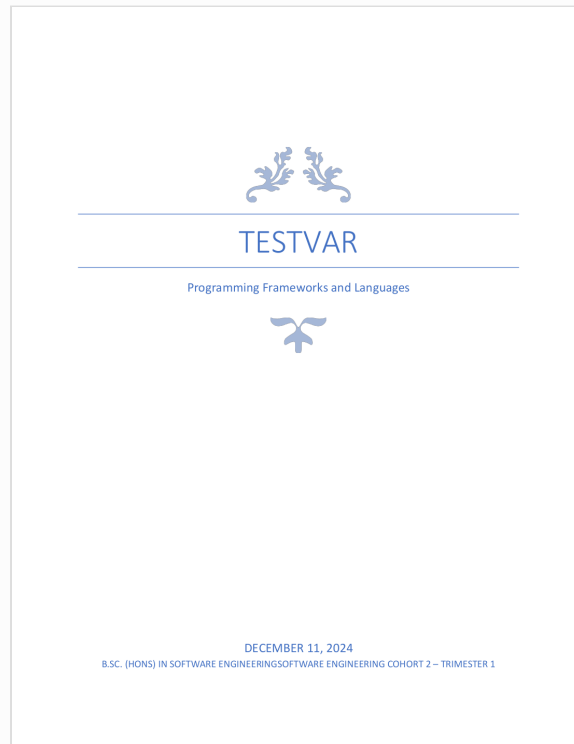 TESTVAR
Programming Frameworks and Languages
DECEMBER 11, 2024
B.SC. (HONS) IN SOFTWARE ENGINEERINGSOFTWARE ENGINEERING COHORT 2 – TRIMESTER 1